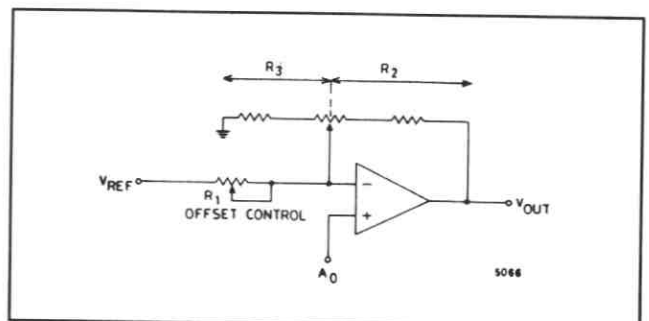 R3 R2
VREF
R1
OFFSET CONTROL
−
+
VOUT
A0
5066